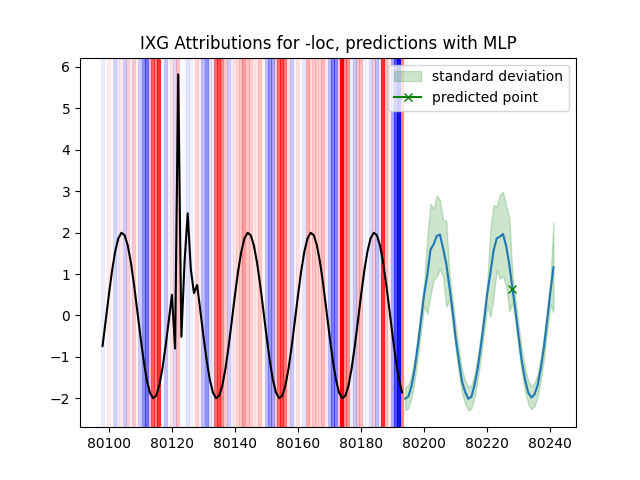 IXG Attributions for -loc, predictions with MLP
standard deviation
predicted point
6
5
4
3
2
1
0
−1
−2
80100 80120 80140 80160 80180 80200 80220 80240